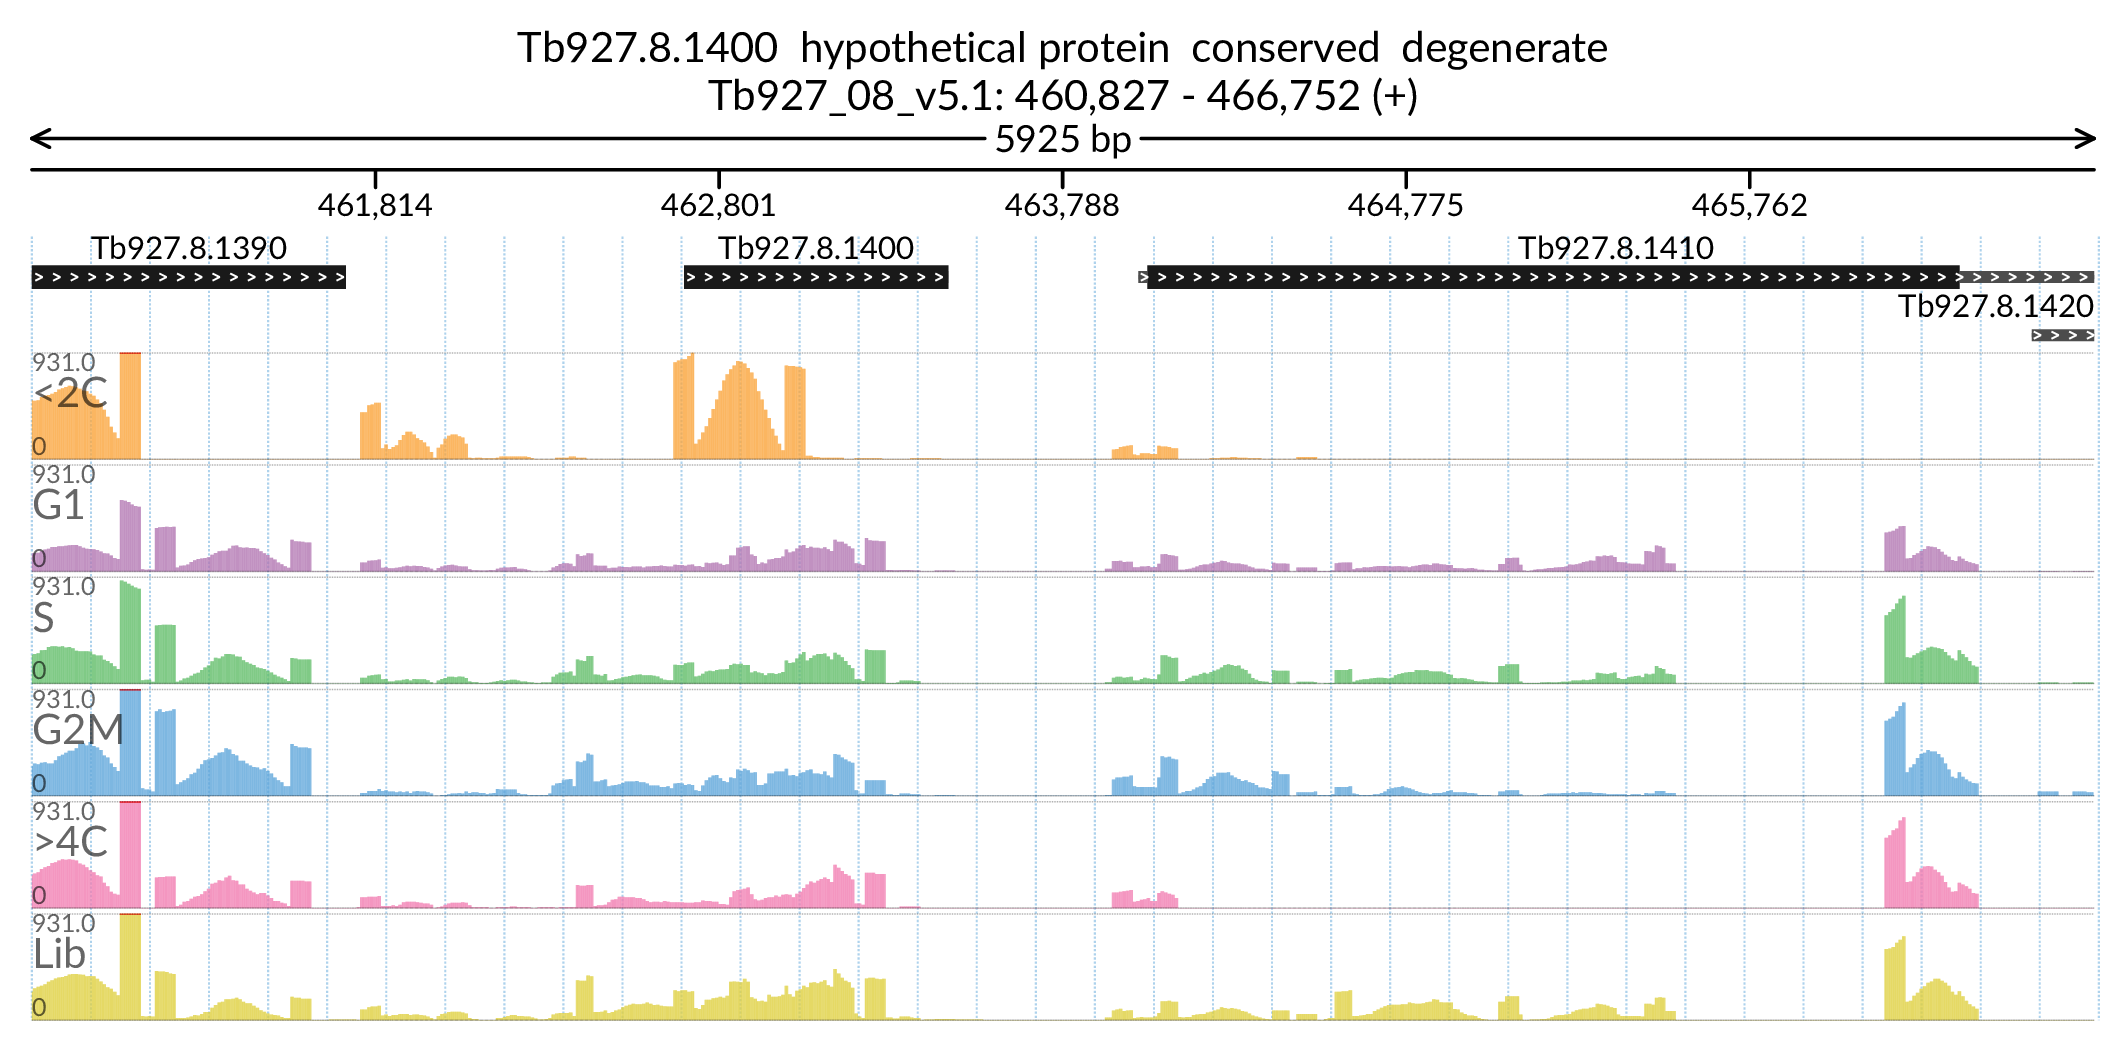 Tb927.8.1400 hypothetical protein conserved degenerate
Tb927_08_v5.1: 460,827 - 466,752 (+)
5925 bp
461,814 462,801 463,788 464,775 465,762
Tb927.8.1390 Tb927.8.1400 Tb927.8.1410
Tb927.8.1420
931.0
<2C
0
931.0
G1
0
931.0
S
0
931.0
G2M
0
931.0
>4C
0
931.0
Lib
0